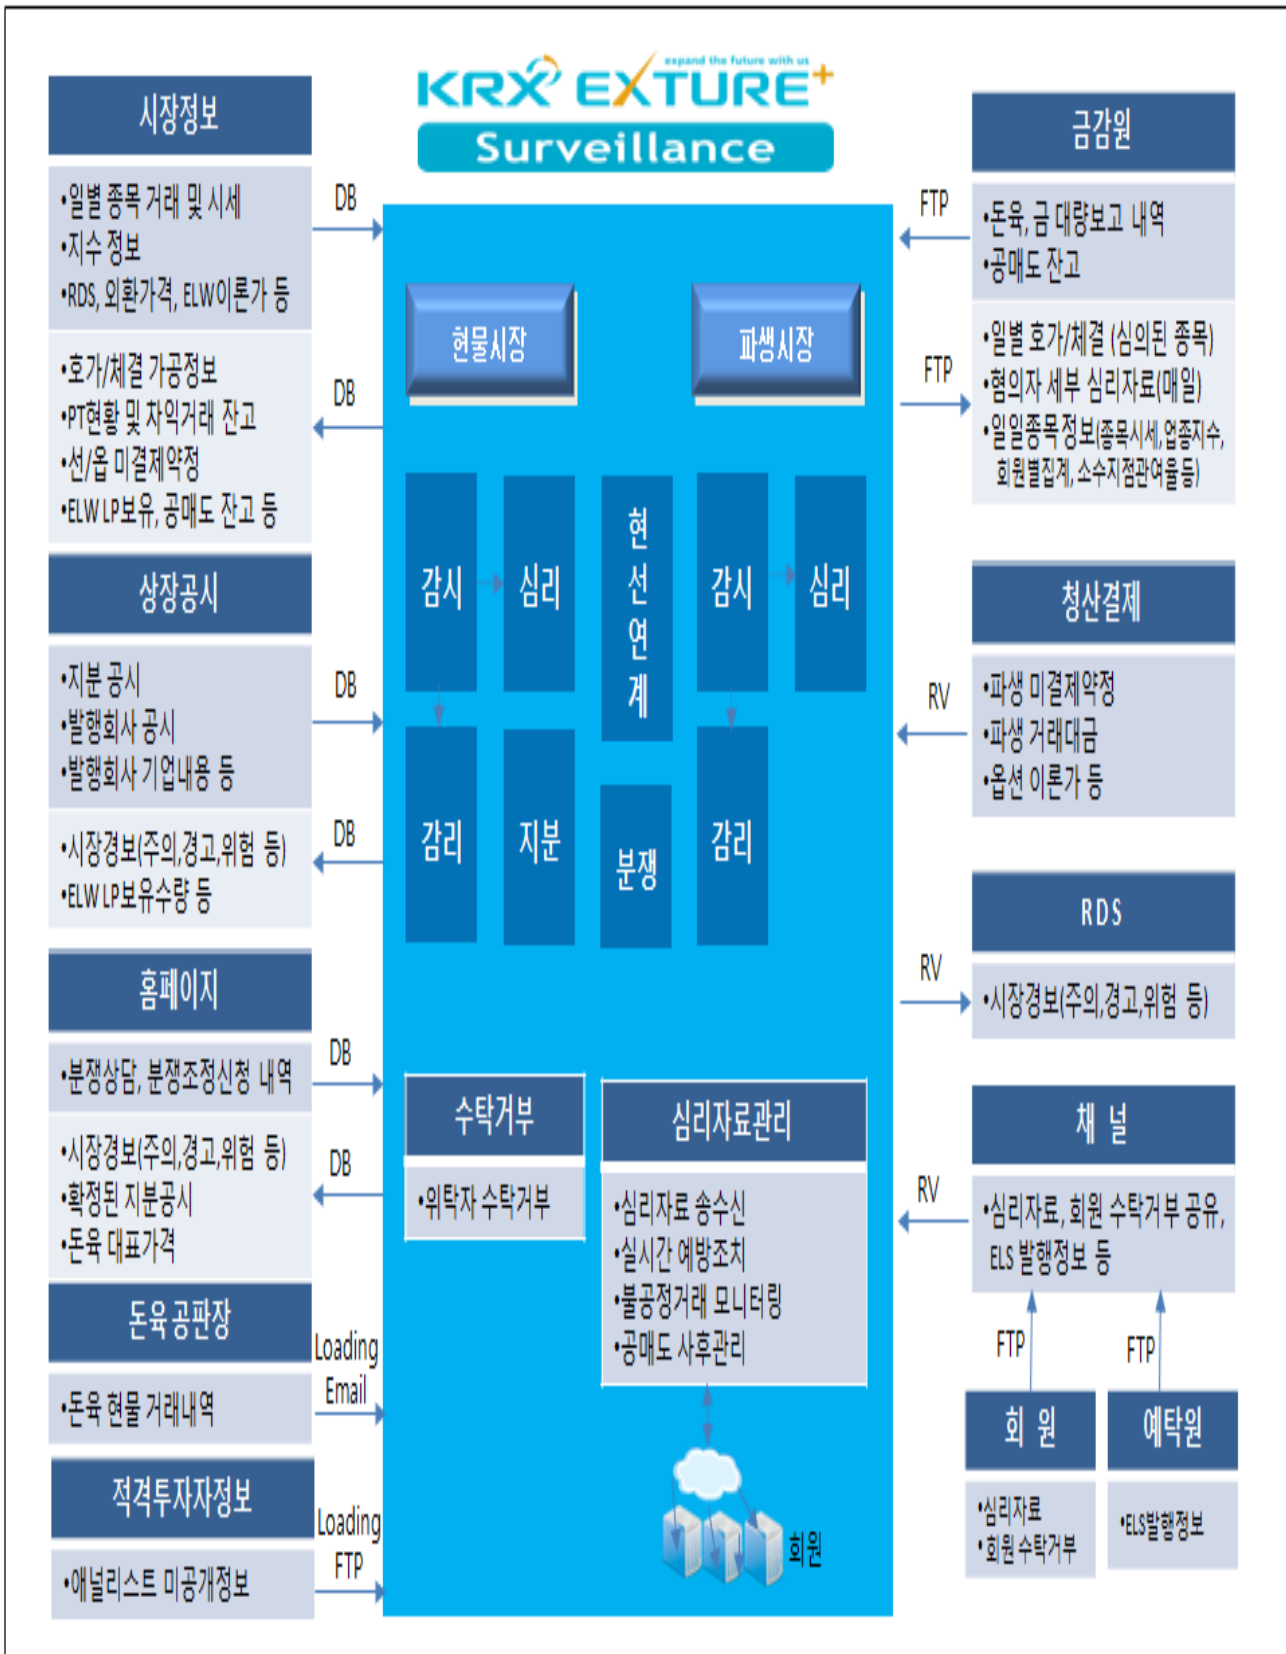 expand the future with us
KRX EXTURE+
Surveillance
시장정보
•일별 종목 거래 및 시세
•지수 정보
•RDS, 외환가격, ELW이론가 등
DB
•호가/체결 가공정보
•PT현황 및 차익거래 잔고
•선/옵 미결제약정
•ELW LP보유, 공매도 잔고 등
DB
상장공시
•지분 공시
•발행회사 공시
•발행회사 기업내용 등
DB
•시장경보(주의,경고,위험 등)
•ELW LP보유수량 등
DB
홈페이지
•분쟁상담, 분쟁조정신청 내역
DB
•시장경보(주의,경고,위험 등)
•확정된 지분공시
•돈육 대표가격
DB
돈육 공판장
•돈육 현물 거래내역
Loading
Email
적격투자자정보
•애널리스트 미공개정보
Loading
FTP
현물시장
파생시장
감시
심리
현
선
연
계
감시
심리
감리
지분
분쟁
감리
수탁거부
•위탁자 수탁거부
심리자료관리
•심리자료 송수신
•실시간 예방조치
•불공정거래 모니터링
•공매도 사후관리
회원
금감원
FTP
•돈육, 금 대량보고 내역
•공매도 잔고
FTP
•일별 호가/체결 (심의된 종목)
•혐의자 세부 심리자료(매일)
•일일종목정보(종목시세,업종지수,
회원별집계, 소수지점관여율 등)
청산결제
RV
•파생 미결제약정
•파생 거래대금
•옵션 이론가 등
RDS
RV
•시장경보(주의,경고,위험 등)
채 널
RV
•심리자료, 회원 수탁거부 공유,
ELS 발행정보 등
FTP
FTP
회 원
•심리자료
•회원 수탁거부
예탁원
•ELS발행정보